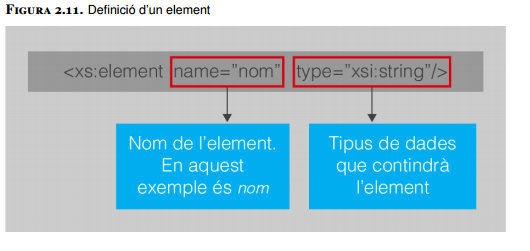 FIGURA 2.11. Definició d’un element
<xs:element name=”nom” type=”xsi:string”/>
Nom de l’element.
En aquest
exemple és nom
Tipus de dades
que contindrà
l’element